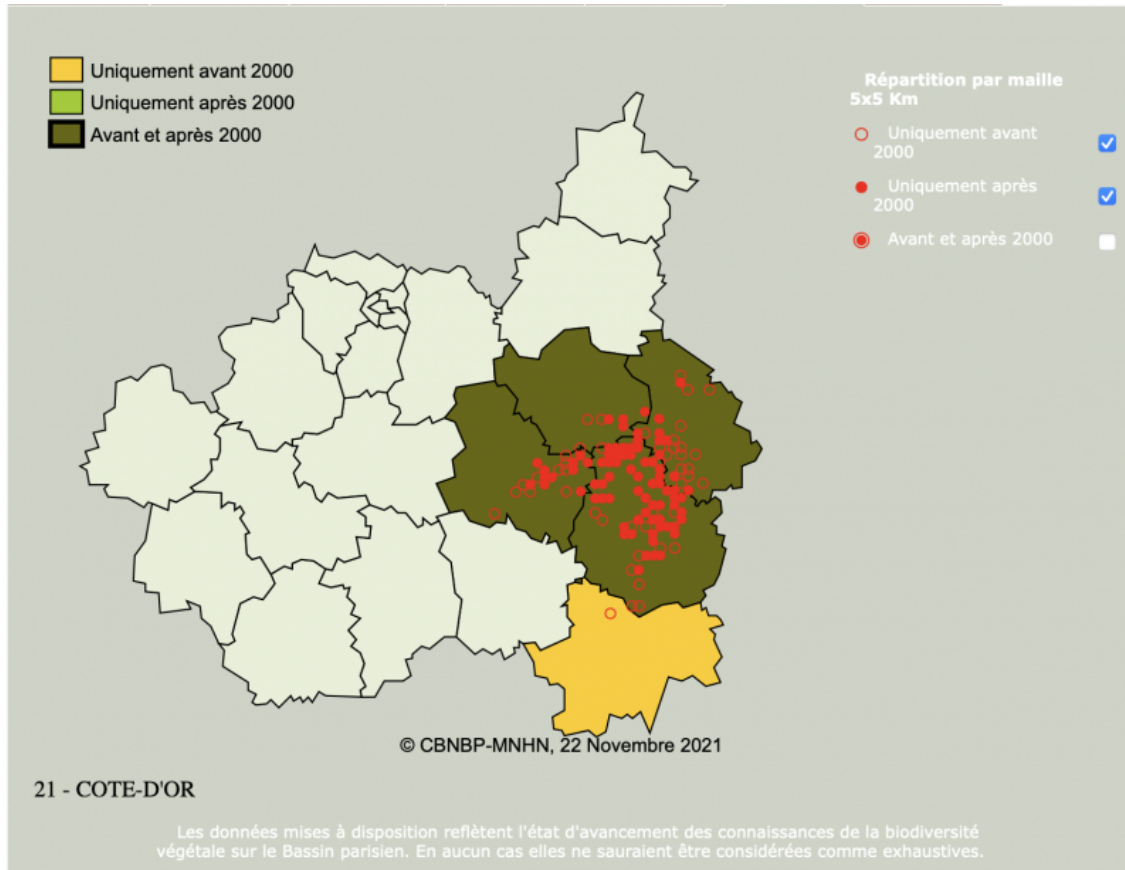 Uniquement avant 2000
Uniquement après 2000
Avant et après 2000
Répartition par maille
5x5 Km
Uniquement avant
2000
Uniquement après
2000
Avant et après 2000
© CBNBP-MNHN, 22 Novembre 2021
21 - COTE-D'OR
Les données mises à disposition reflètent l'état d'avancement des connaissances de la biodiversité
végétale sur le Bassin parisien. En aucun cas elles ne sauraient être considérées comme exhaustives.